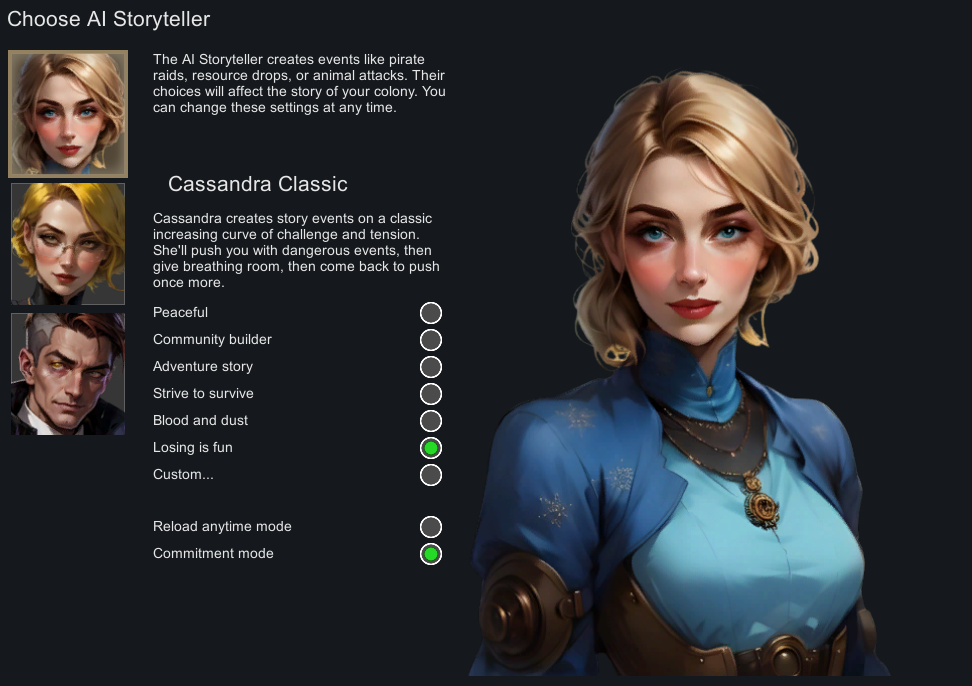 Choose AI Storyteller
The AI Storyteller creates events like pirate
raids, resource drops, or animal attacks. Their
choices will affect the story of your colony. You
can change these settings at any time.
Cassandra Classic
Cassandra creates story events on a classic
increasing curve of challenge and tension.
She'll push you with dangerous events, then
give breathing room, then come back to push
once more.
Peaceful
Community builder
Adventure story
Strive to survive
Blood and dust
Losing is fun
Custom...
Reload anytime mode
Commitment mode